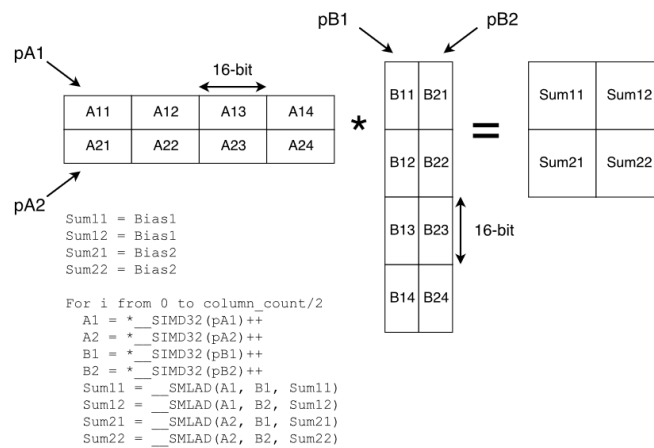 pB1 pB2
pA1
16-bit
A11 A12 A13 A14
A21 A22 A23 A24
*
B11 B21
B12 B22
B13 B23
B14 B24
16-bit
=
Sum11 Sum12
Sum21 Sum22
pA2
Sum11 = Bias1
Sum12 = Bias1
Sum21 = Bias2
Sum22 = Bias2
For i from 0 to column_count/2
A1 = *__SIMD32(pA1)++
A2 = *__SIMD32(pA2)++
B1 = *__SIMD32(pB1)++
B2 = *__SIMD32(pB2)++
Sum11 = __SMLAD(A1, B1, Sum11)
Sum12 = __SMLAD(A1, B2, Sum12)
Sum21 = __SMLAD(A2, B1, Sum21)
Sum22 = __SMLAD(A2, B2, Sum22)